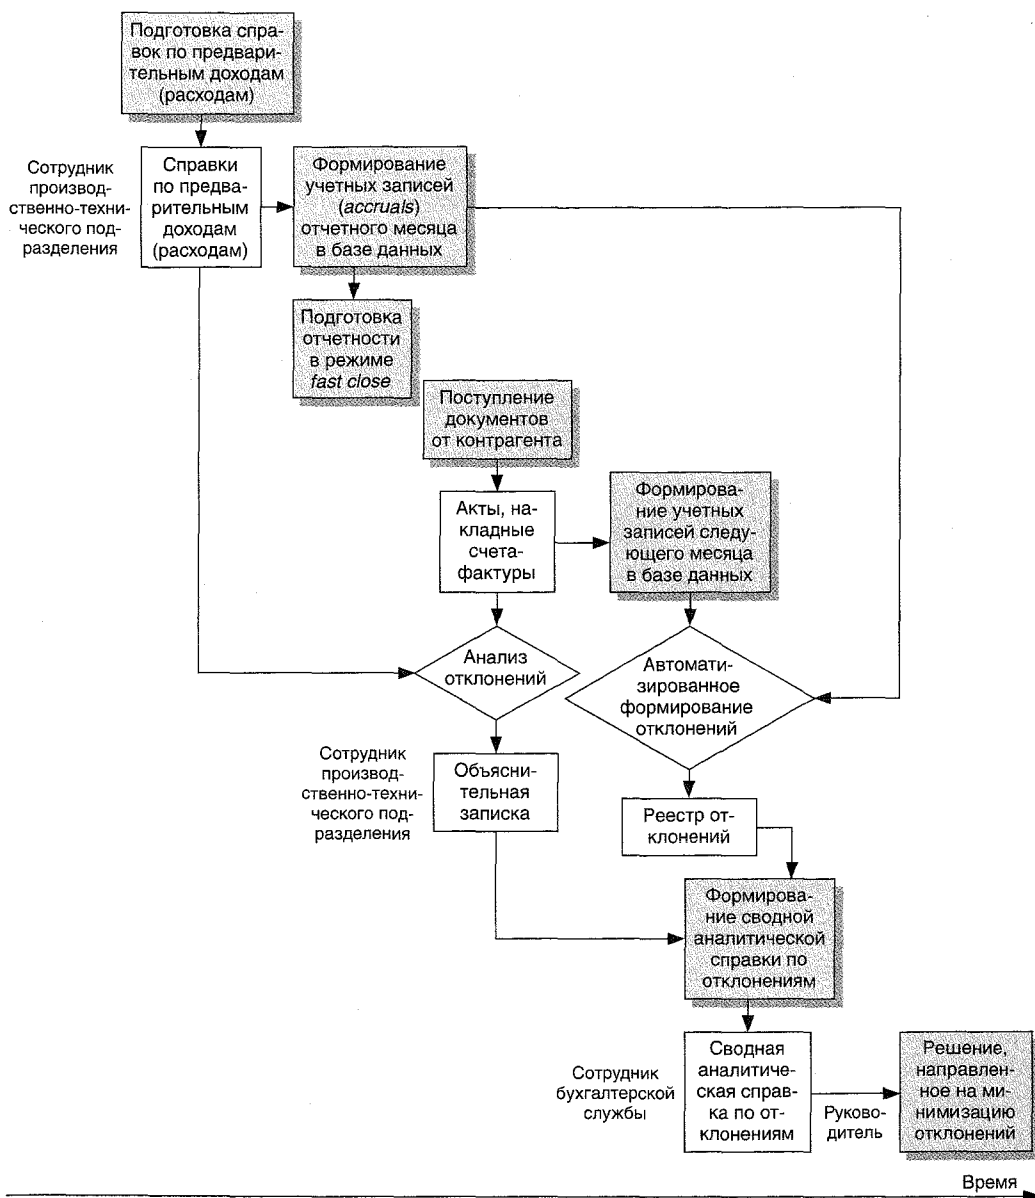 Подготовка спра-
вок по предвари-
тельным доходам
(расходам)
Сотрудник
производ-
ственно-техни-
ческого под-
разделения
Справки
по предва-
рительным
доходам
(расходам)
Формирование
учетных записей
(accruals)
отчетного месяца
в базе данных
Подготовка
отчетности
в режиме
fast close
Поступление
документов
от контрагента
Акты, на-
кладные
счета-
фактуры
Формирова-
ние учетных
записей следу-
ющего месяца
в базе данных
Анализ
отклонений
Автомати-
зированное
формирование
отклонений
Сотрудник
производ-
ственно-техни-
ческого под-
разделения
Объясни-
тельная
записка
Реестр от-
клонений
Формирова-
ние сводной
аналитической
справки по
отклонениям
Сотрудник
бухгалтерской
службы
Сводная
аналитиче-
ская справ-
ка по от-
клонениям
Руково-
дитель
Решение,
направлен-
ное на ми-
нимизацию
отклонений
Время